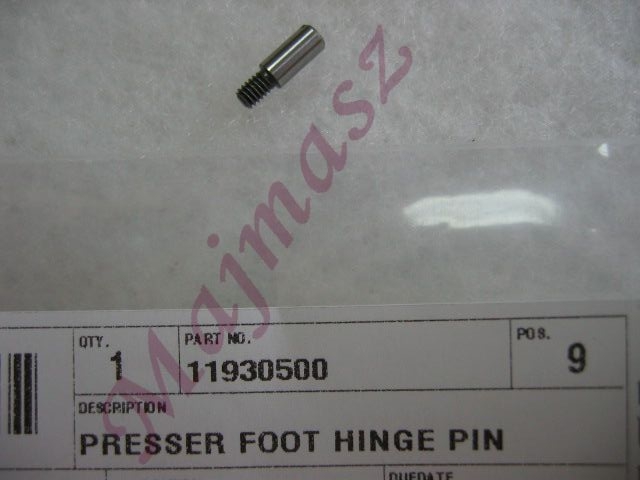 Majmasz
QTY. PART NO. POS.
1 11930500 9
DESCRIPTION
PRESSER FOOT HINGE PIN
DUEDATE